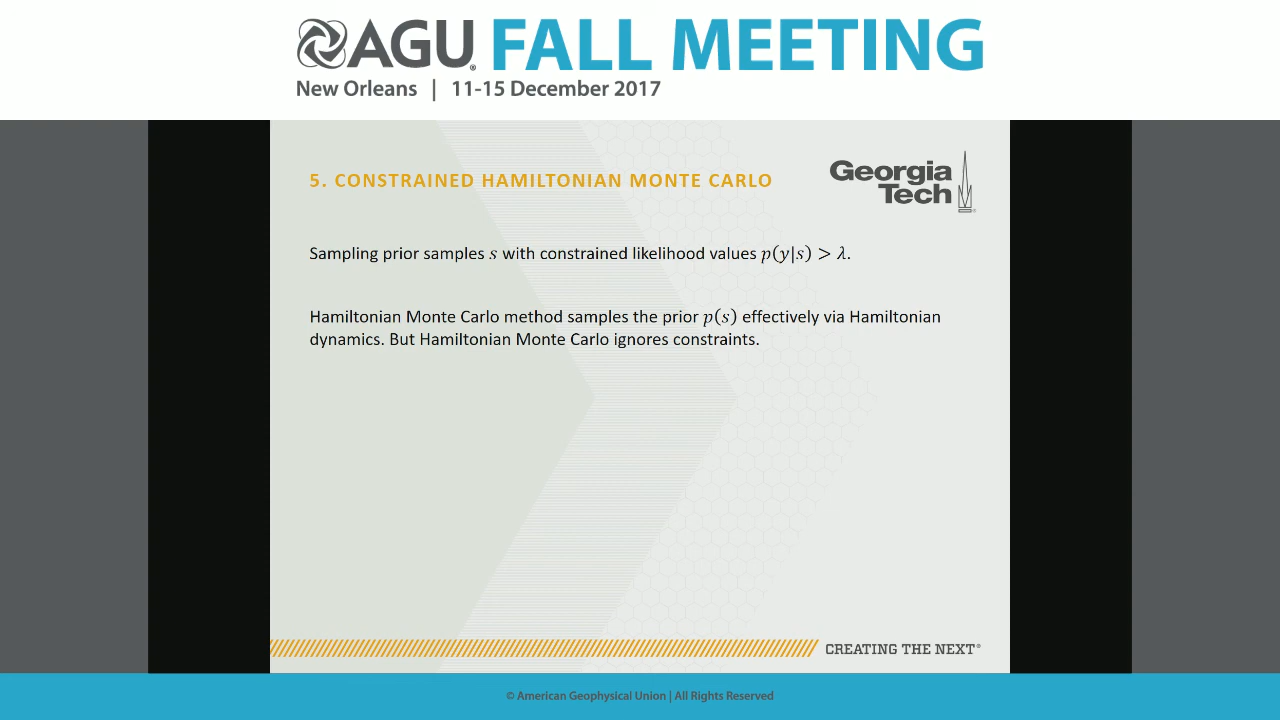 AGU FALL MEETING
New Orleans | 11-15 December 2017
5. CONSTRAINED HAMILTONIAN MONTE CARLO
Georgia
Tech
Sampling prior samples s with constrained likelihood values p(y|s) > λ.
Hamiltonian Monte Carlo method samples the prior p(s) effectively via Hamiltonian
dynamics. But Hamiltonian Monte Carlo ignores constraints.
CREATING THE NEXT®
© American Geophysical Union | All Rights Reserved